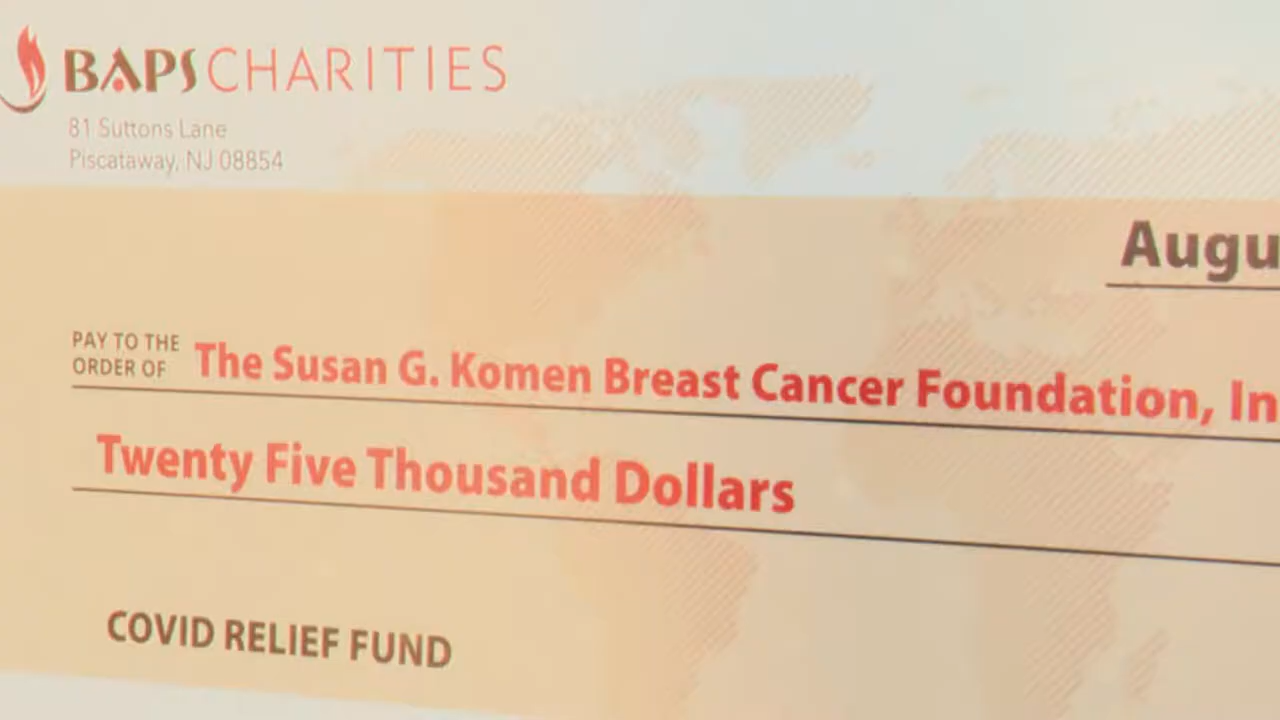 BAPS CHARITIES
81 Suttons Lane
Piscataway, NJ 08854
Augu
PAY TO THE
ORDER OF
The Susan G. Komen Breast Cancer Foundation, In
Twenty Five Thousand Dollars
COVID RELIEF FUND